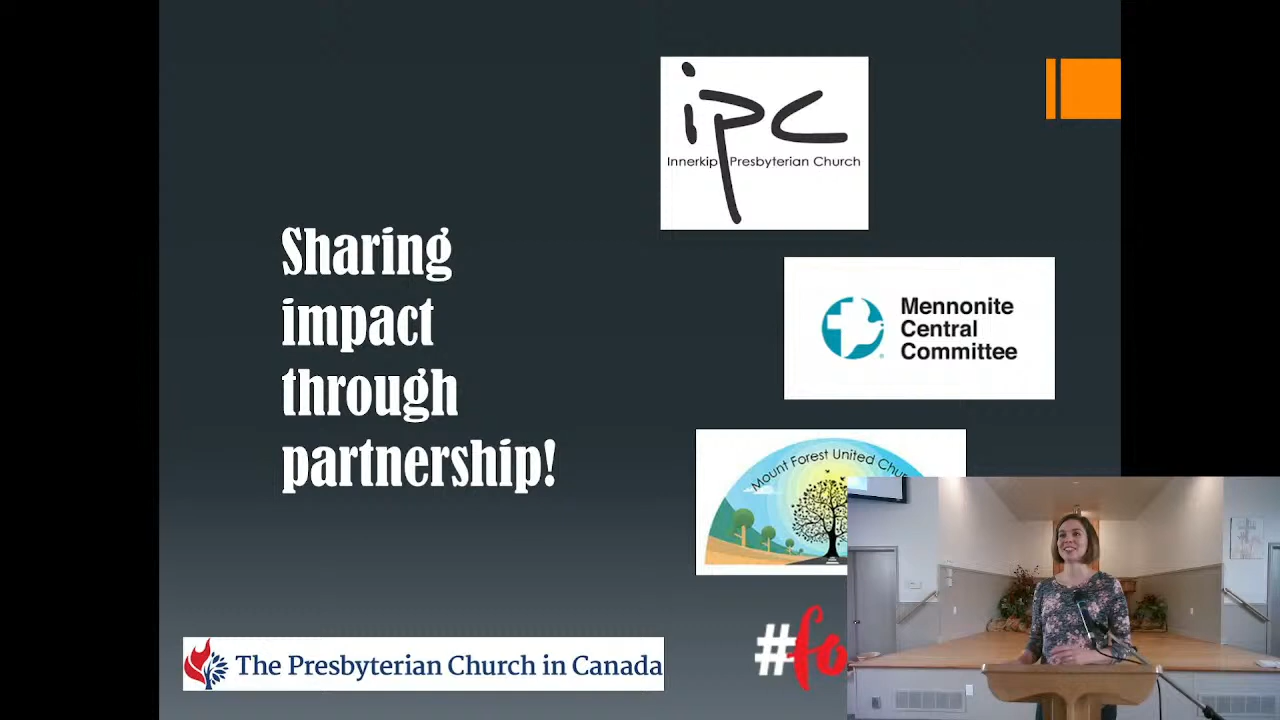 ipc
Innerkip Presbyterian Church
Sharing
impact
through
partnership!
Mennonite
Central
Committee
Mount Forest United
The Presbyterian Church in Canada
#fo